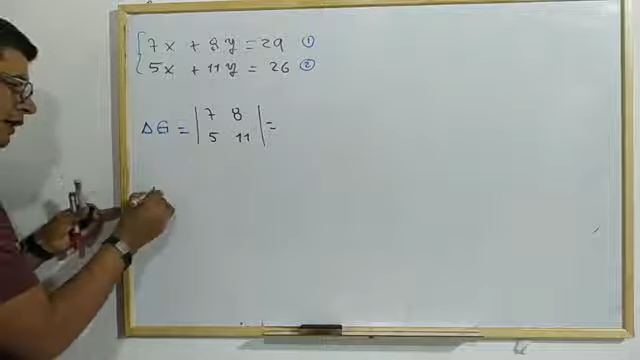 7x + 8y = 29 ①
5x + 11y = 26 ②
ΔG = | 7 8 |
| 5 11 | =